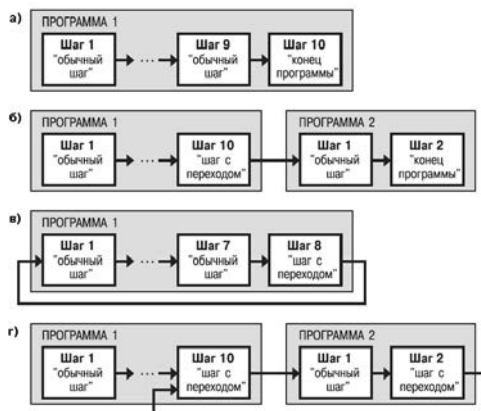 а)
ПРОГРАММА 1
Шаг 1
"обычный
шаг"
...
Шаг 9
"обычный
шаг"
Шаг 10
"конец
программы"
б)
ПРОГРАММА 1
Шаг 1
"обычный
шаг"
...
Шаг 10
"шаг с
переходом"
ПРОГРАММА 2
Шаг 1
"обычный
шаг"
Шаг 2
"конец
программы"
в)
ПРОГРАММА 1
Шаг 1
"обычный
шаг"
...
Шаг 7
"обычный
шаг"
Шаг 8
"шаг с
переходом"
г)
ПРОГРАММА 1
Шаг 1
"обычный
шаг"
...
Шаг 10
"шаг с
переходом"
ПРОГРАММА 2
Шаг 1
"обычный
шаг"
Шаг 2
"шаг с
переходом"